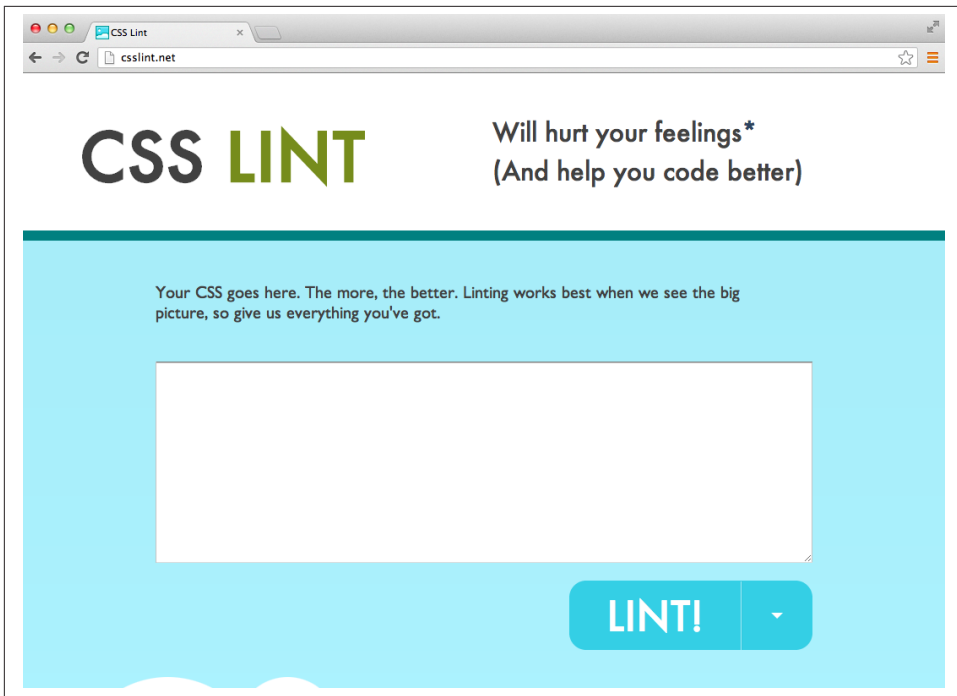 CSS Lint
csslint.net
CSS LINT
Will hurt your feelings*
(And help you code better)
Your CSS goes here. The more, the better. Linting works best when we see the big
picture, so give us everything you've got.
LINT!